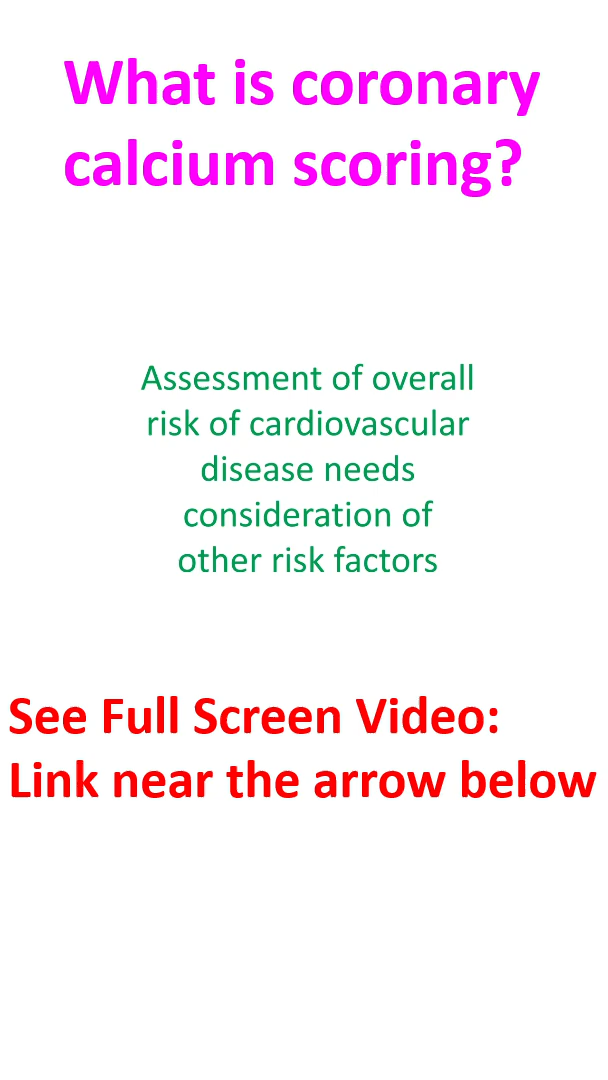 What is coronary
calcium scoring?
Assessment of overall
risk of cardiovascular
disease needs
consideration of
other risk factors
See Full Screen Video:
Link near the arrow below